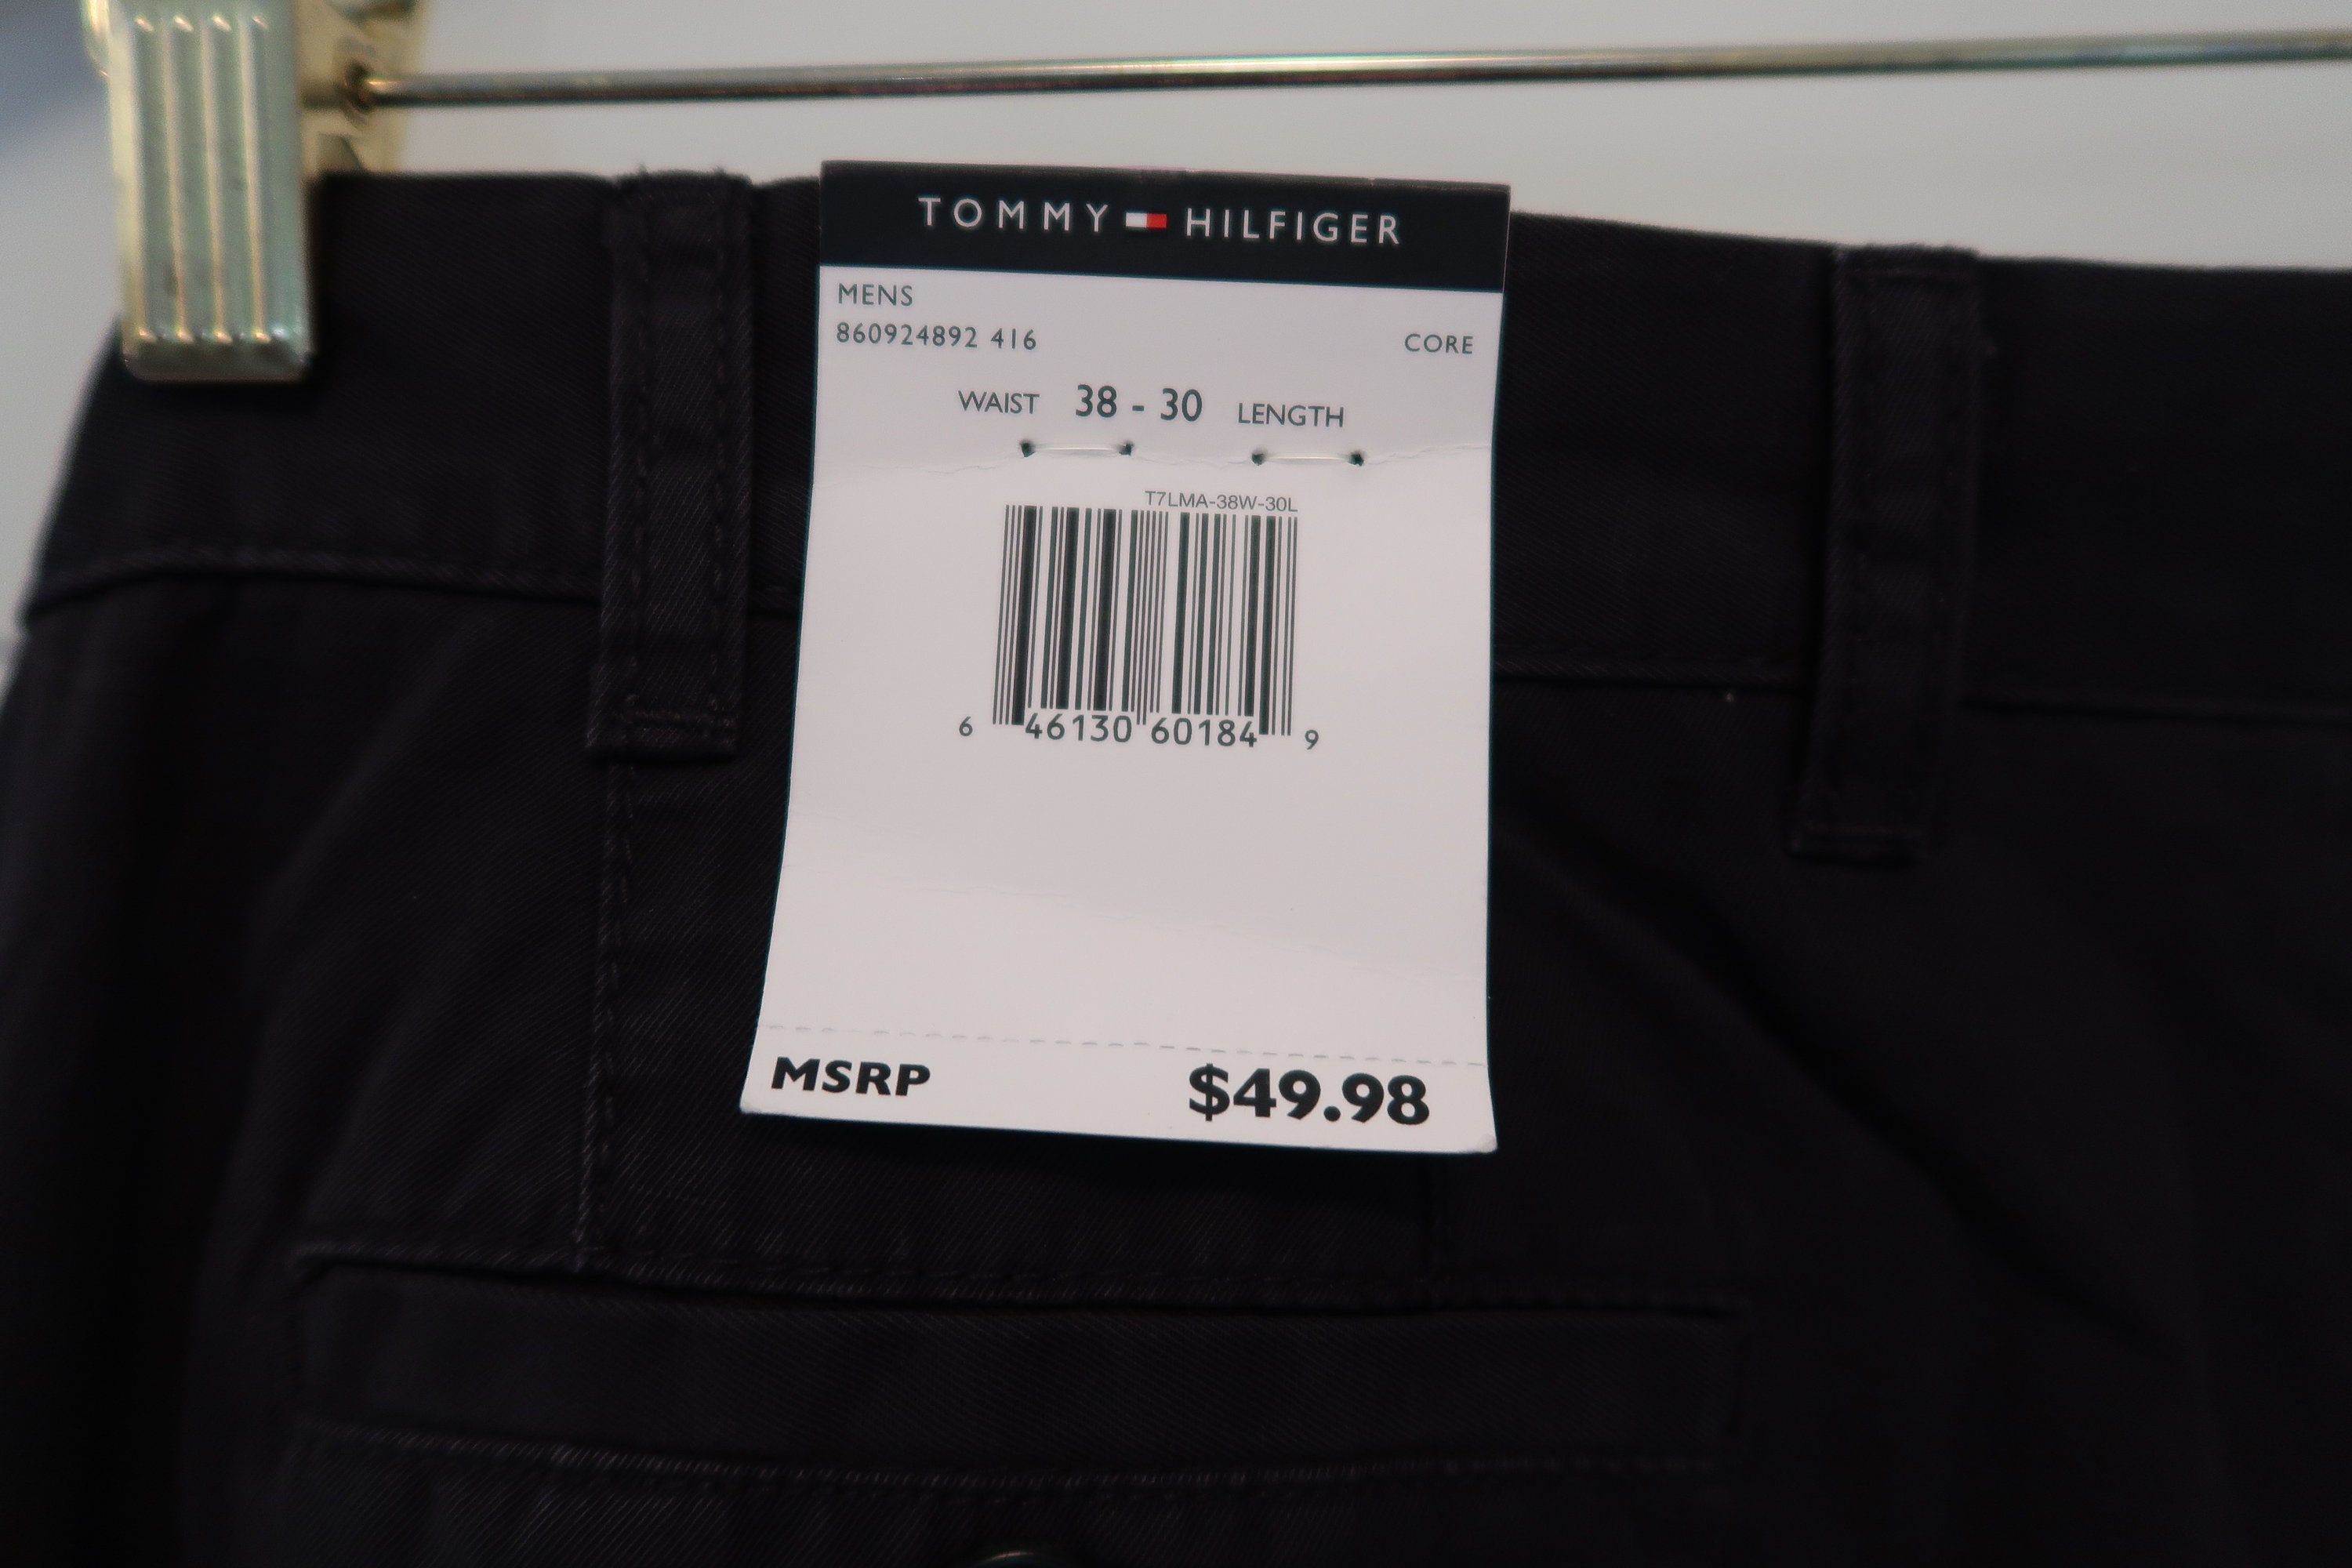 TOMMY HILFIGER
MENS
860924892 416
CORE
WAIST 38 - 30 LENGTH
T7LMA-38W-30L
6 46130 60184 9
MSRP $49.98